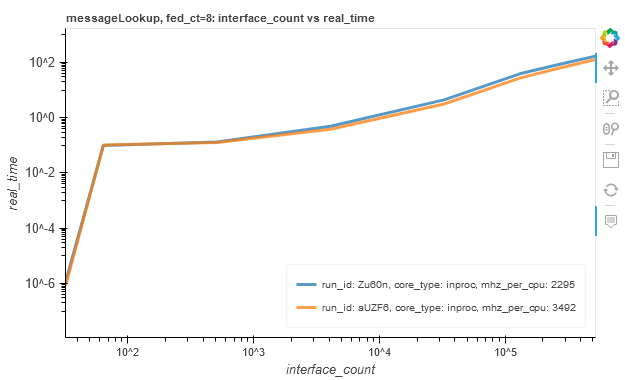 messageLookup, fed_ct=8: interface_count vs real_time
10^2
10^0
10^-2
10^-4
10^-6
real_time
run_id: Zu60n, core_type: inproc, mhz_per_cpu: 2295
run_id: aUZF6, core_type: inproc, mhz_per_cpu: 3492
10^2 10^3 10^4 10^5
interface_count